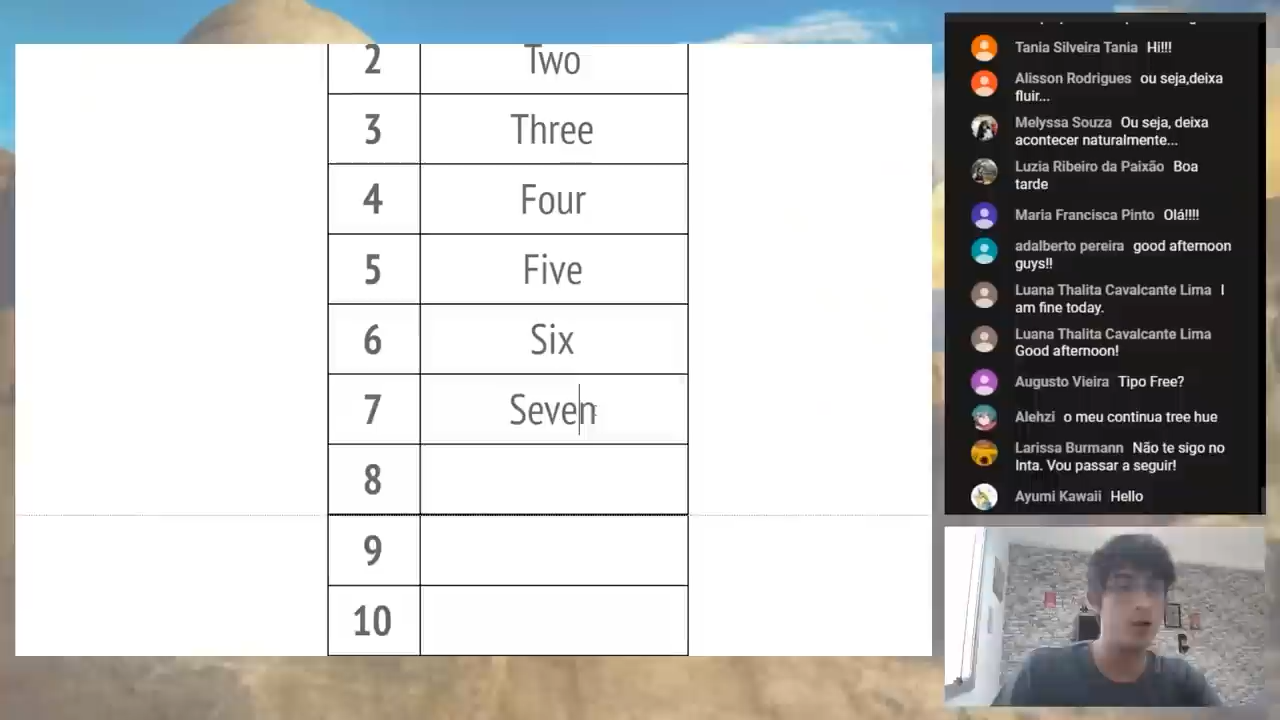 2 Two
3 Three
4 Four
5 Five
6 Six
7 Seven
8
9
10
Tania Silveira Tania Hi!!!
Alisson Rodrigues ou seja,deixa
fluir...
Melyssa Souza Ou seja, deixa
acontecer naturalmente...
Luzia Ribeiro da Paixão Boa
tarde
Maria Francisca Pinto Olá!!!!
adalberto pereira good afternoon
guys!!
Luana Thalita Cavalcante Lima I
am fine today.
Luana Thalita Cavalcante Lima
Good afternoon!
Augusto Vieira Tipo Free?
Alehzi o meu continua tree hue
Larissa Burmann Não te sigo no
Inta. Vou passar a seguir!
Ayumi Kawaii Hello